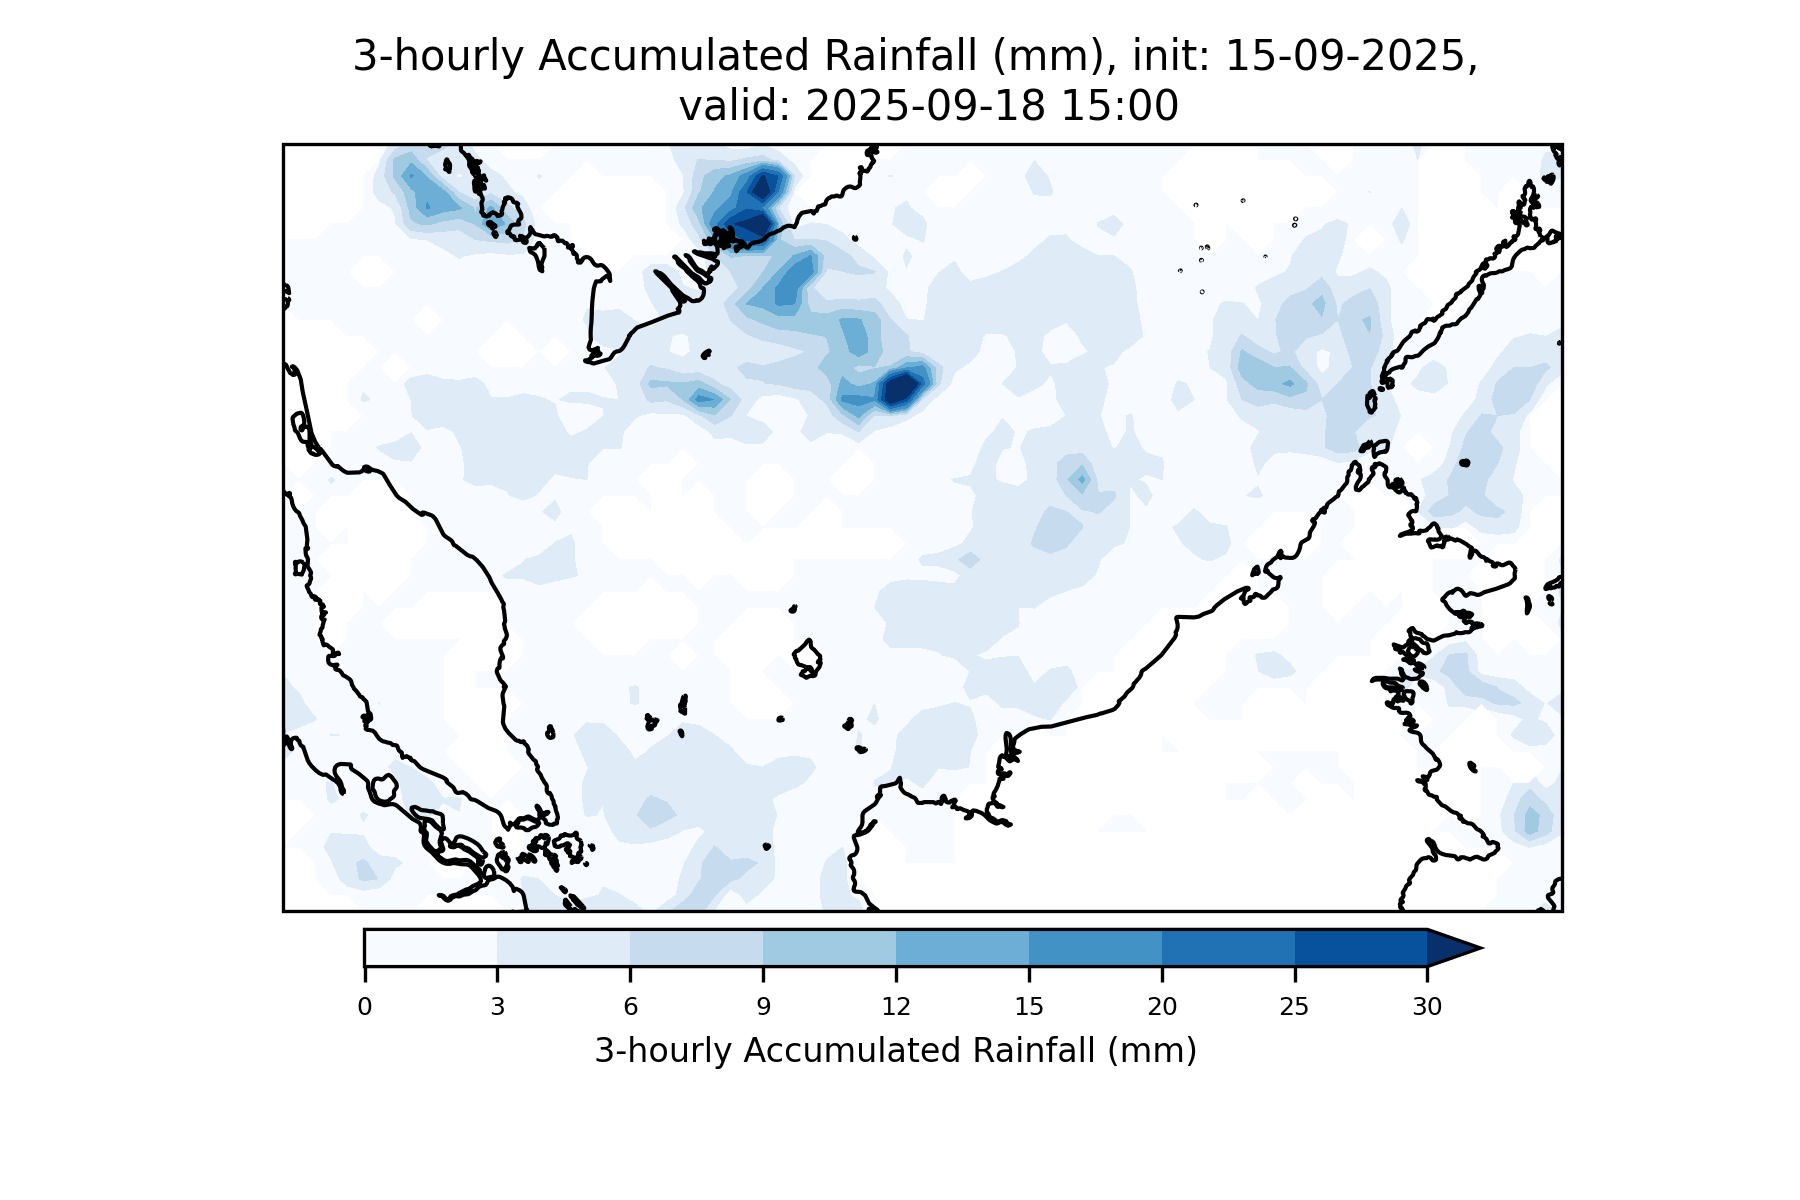 3-hourly Accumulated Rainfall (mm), init: 15-09-2025,
valid: 2025-09-18 15:00
0 3 6 9 12 15 20 25 30
3-hourly Accumulated Rainfall (mm)